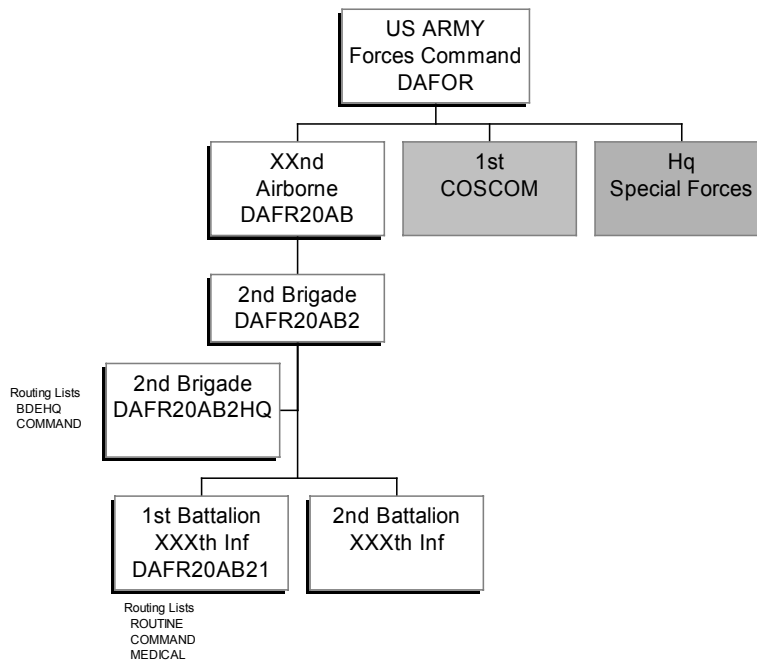 US ARMY
Forces Command
DAFOR
XXnd
Airborne
DAFR20AB
1st
COSCOM
Hq
Special Forces
2nd Brigade
DAFR20AB2
Routing Lists
BDEHQ
COMMAND
2nd Brigade
DAFR20AB2HQ
1st Battalion
XXXth Inf
DAFR20AB21
2nd Battalion
XXXth Inf
Routing Lists
ROUTINE
COMMAND
MEDICAL